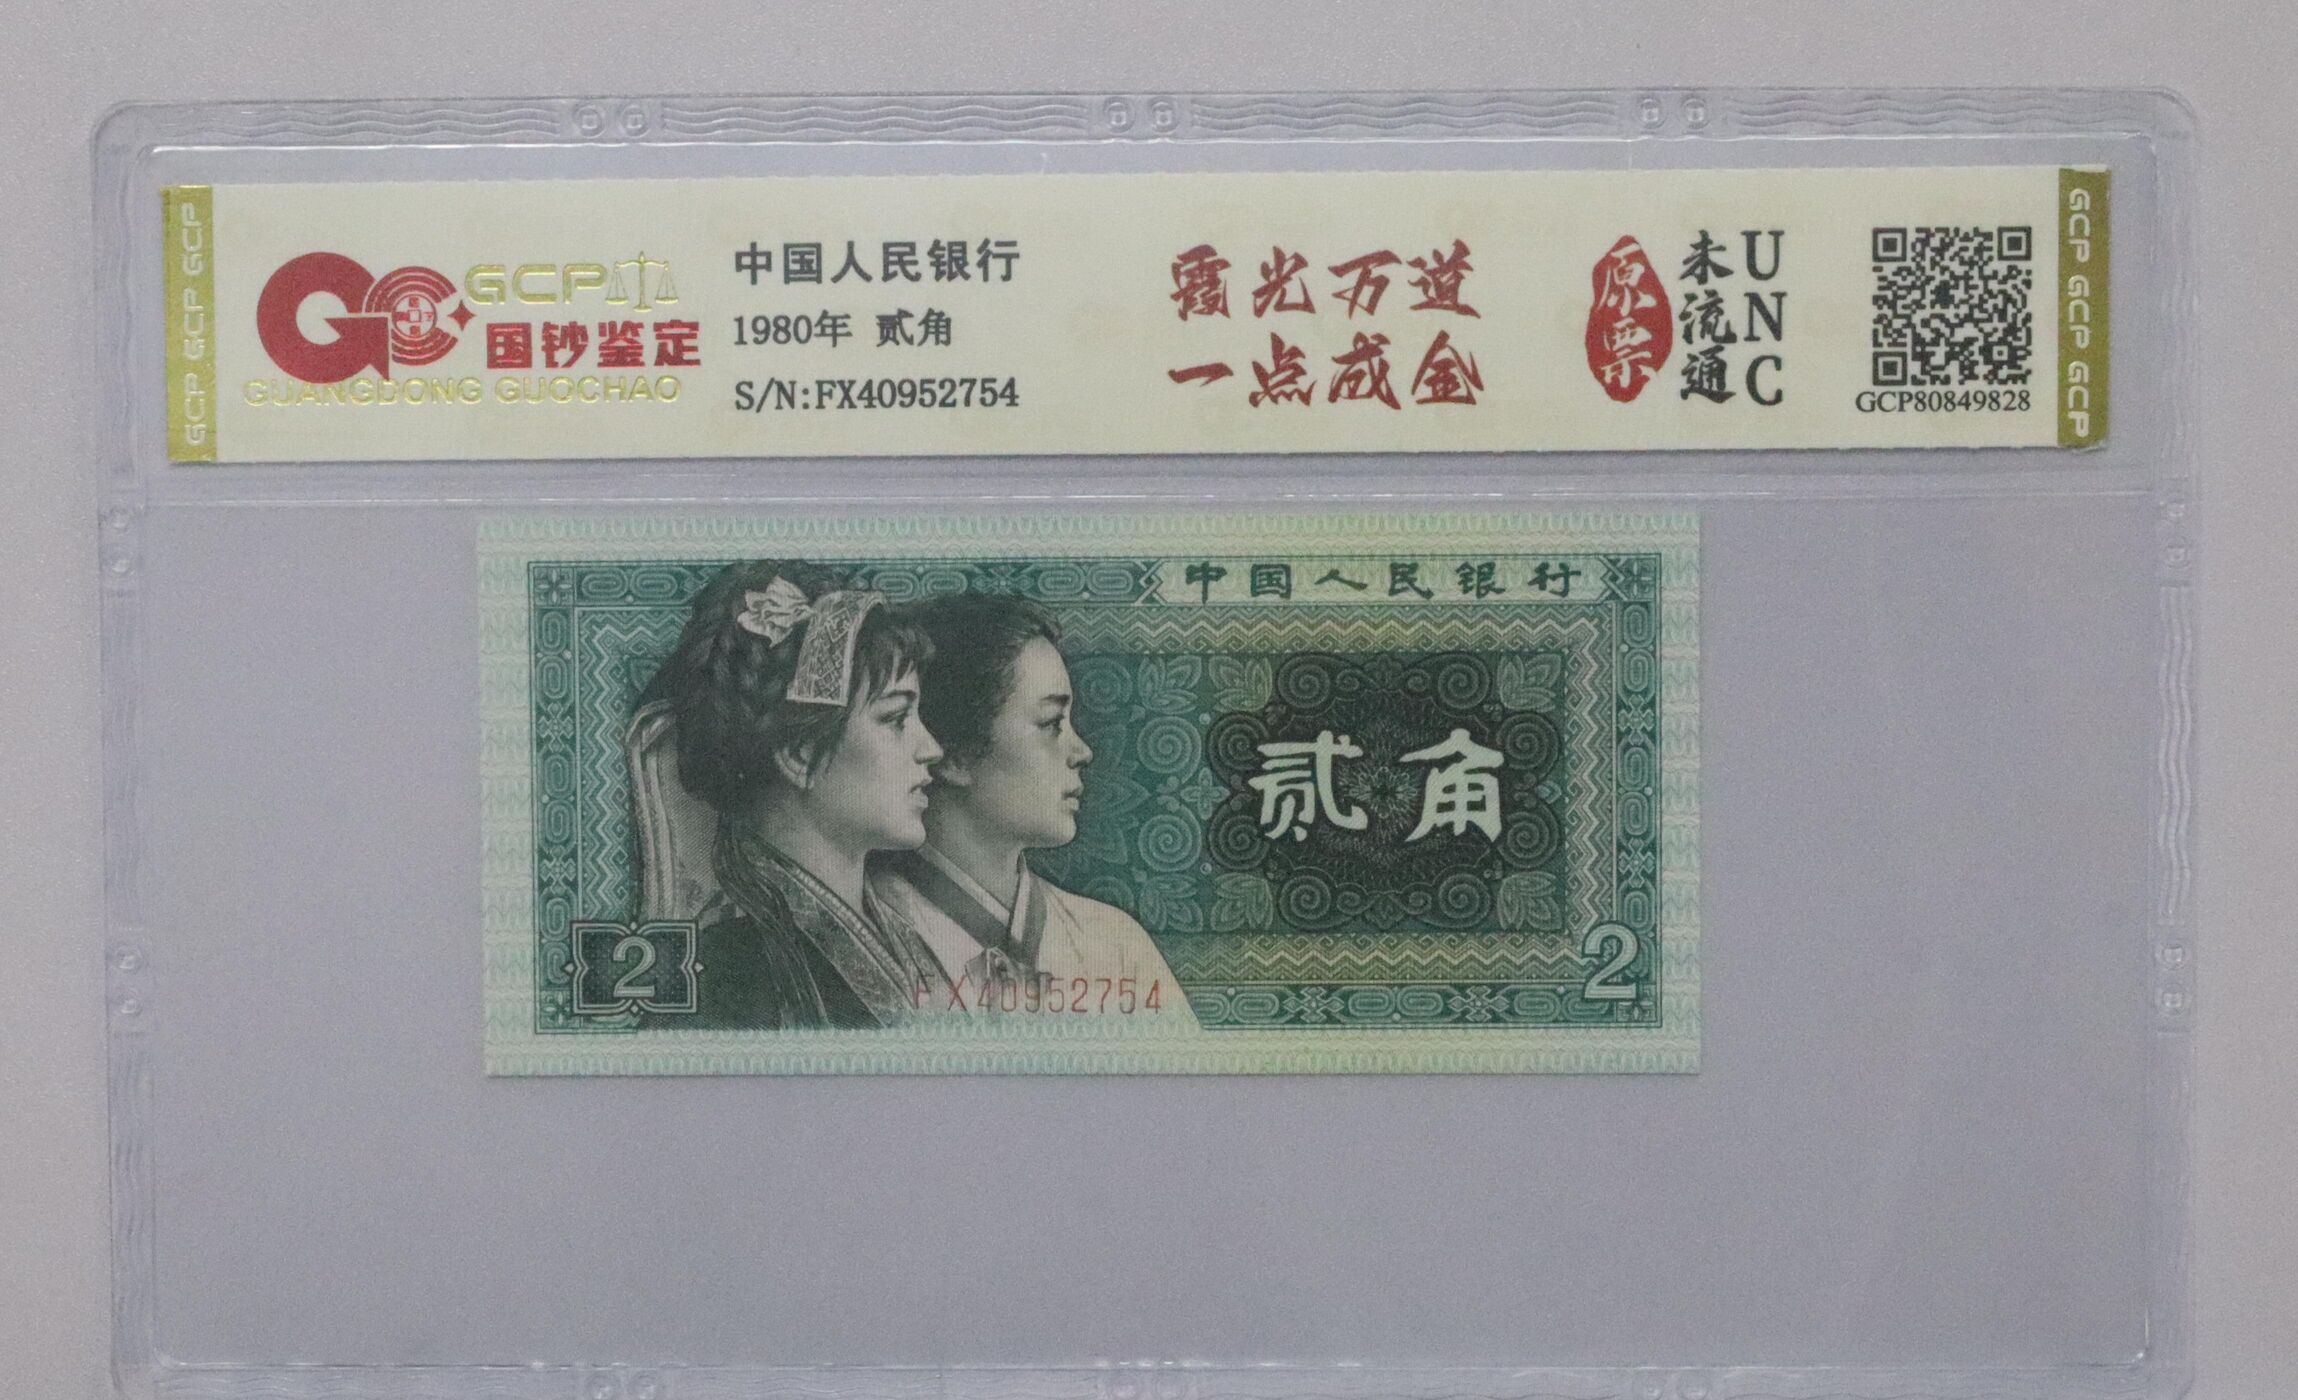 GCP GCP GCP
GCP
国钞鉴定
GUANGDONG GUOCHAO
中国人民银行
1980年 贰角
S/N:FX40952754
霞光万道
一点成金
原票
未流通
UNC
GCP80849828
GCP GCP GCP
中国人民银行
贰角
2
FX40952754
2